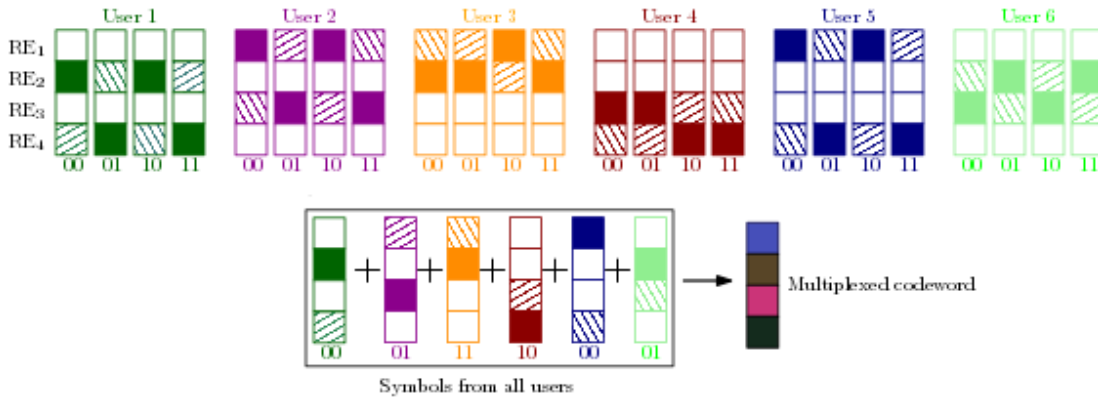 User 1 User 2 User 3 User 4 User 5 User 6
RE1
RE2
RE3
RE4
00 01 10 11 00 01 10 11 00 01 10 11 00 01 10 11 00 01 10 11 00 01 10 11
+ + + + +
Multiplexed codeword
00 01 11 10 00 01
Symbols from all users